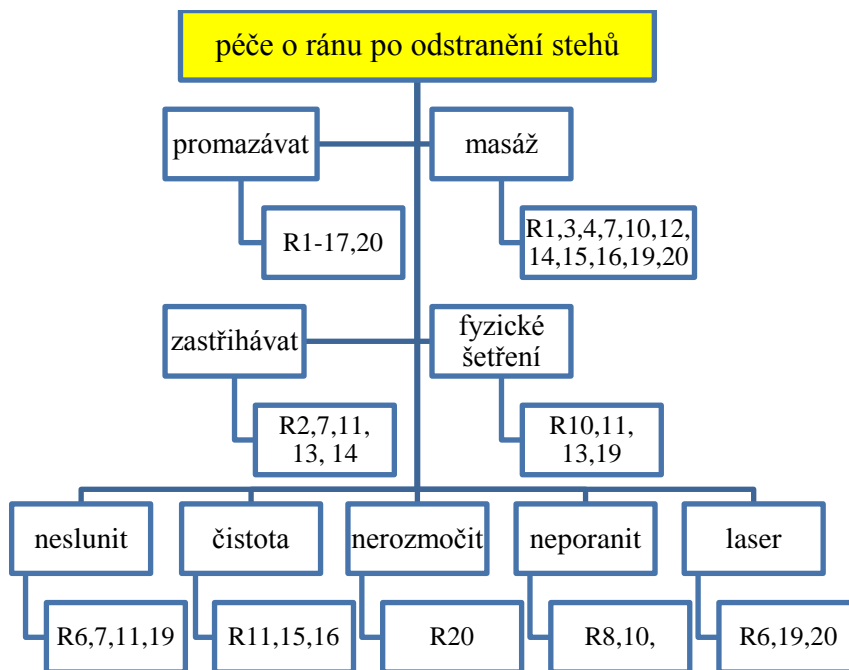 péče o ránu po odstranění stehů
promazávat
masáž
R1-17,20
R1,3,4,7,10,12,
14,15,16,19,20
zastřihávat
fyzické
šetření
R2,7,11,
13, 14
R10,11,
13,19
neslunit
čistota
nerozmočit
neporanit
laser
R6,7,11,19
R11,15,16
R20
R8,10,
R6,19,20